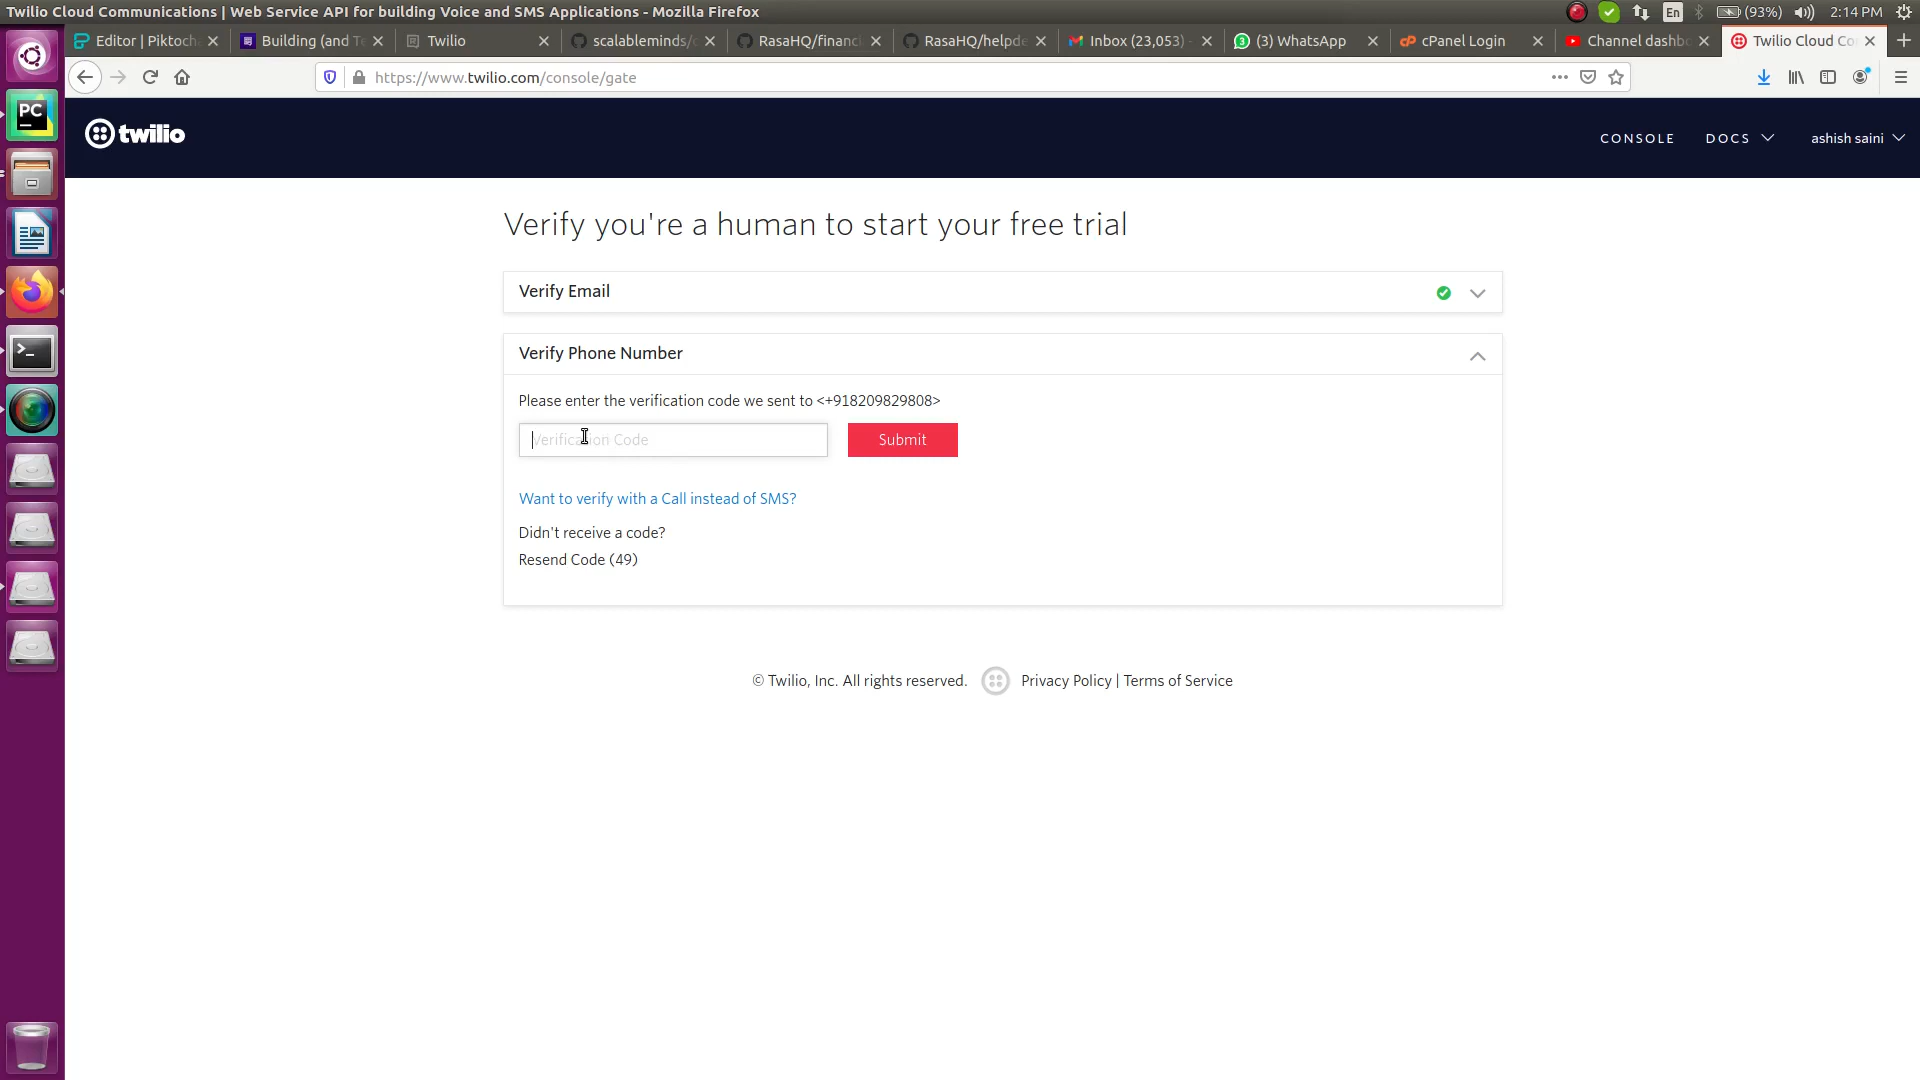 Twilio Cloud Communications | Web Service API for building Voice and SMS Applications - Mozilla Firefox
En
(93%)
2:14 PM
Editor | Piktoch
Building (and Te
Twilio
scalableminds/c
RasaHQ/financi
RasaHQ/helpde
Inbox (23,053) -
(3) WhatsApp
cPanel Login
Channel dashbo
Twilio Cloud Co
https://www.twilio.com/console/gate
twilio
CONSOLE
DOCS
ashish saini
Verify you're a human to start your free trial
Verify Email
Verify Phone Number
Please enter the verification code we sent to <+918209829808>
Verification Code
Submit
Want to verify with a Call instead of SMS?
Didn't receive a code?
Resend Code (49)
© Twilio, Inc. All rights reserved.
Privacy Policy | Terms of Service
PC